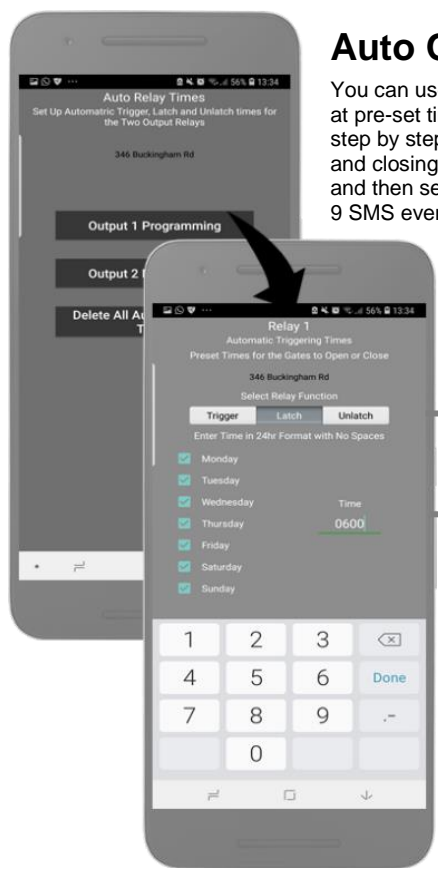 Auto
You can us
at pre-set ti
step by step
and closing
and then se
9 SMS even
56% 13:34
Auto Relay Times
Set Up Automatric Trigger, Latch and Unlatch times for
the Two Output Relays
346 Buckingham Rd
Output 1 Programming
Output 2
Delete All Au
T
56% 13:34
Relay 1
Automatic Triggering Times
Preset Times for the Gates to Open or Close
346 Buckingham Rd
Select Relay Function
Trigger Latch Unlatch
Enter Time in 24hr Format with No Spaces
Monday
Tuesday
Wednesday Time
Thursday 0600
Friday
Saturday
Sunday
1 2 3
4 5 6 Done
7 8 9 .-
0